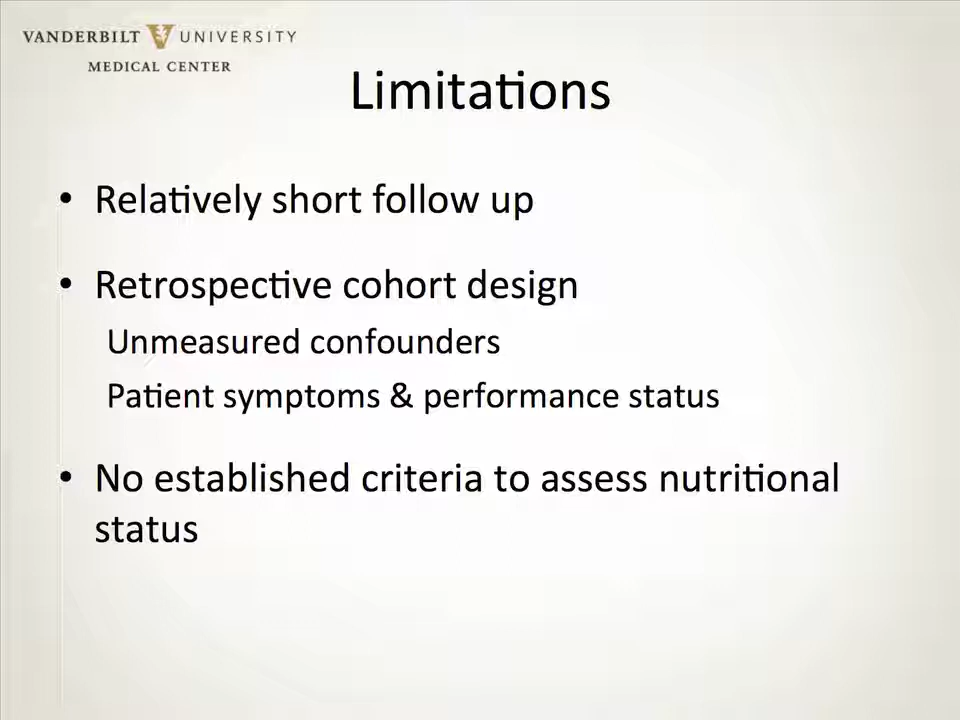 VANDERBILT UNIVERSITY
MEDICAL CENTER
Limitations
• Relatively short follow up
• Retrospective cohort design
Unmeasured confounders
Patient symptoms & performance status
• No established criteria to assess nutritional
status